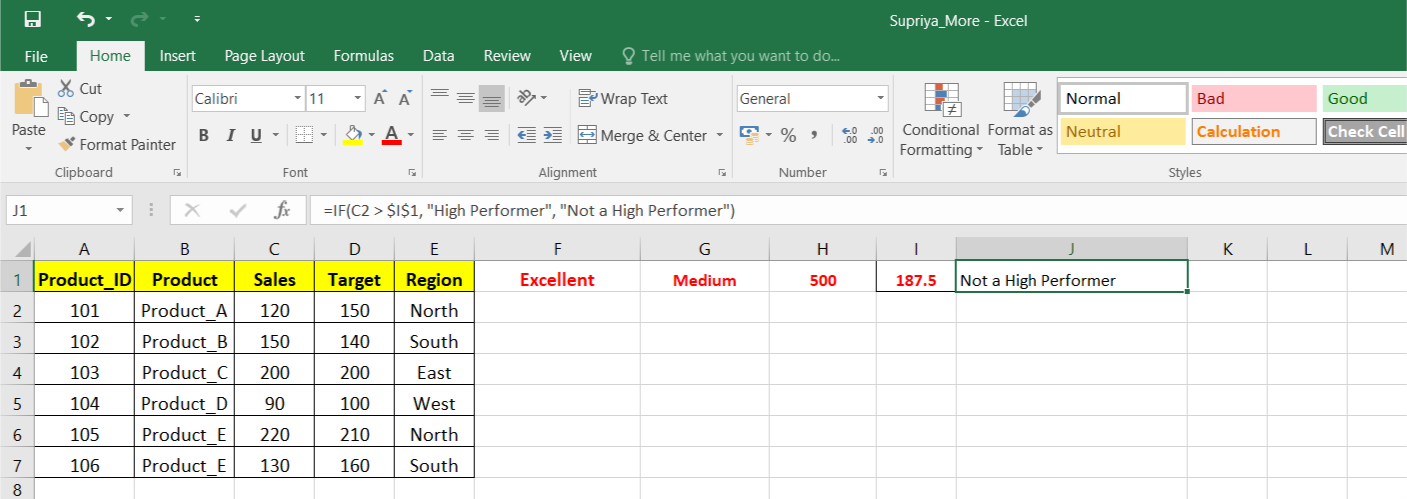 Supriya_More - Excel
File Home Insert Page Layout Formulas Data Review View Tell me what you want to do...
Paste
Cut
Copy
Format Painter
Clipboard
Calibri 11 A A
B I U A
Font
Wrap Text
Merge & Center
Alignment
General
% , .0 .00 .00 .0
Number
Conditional Formatting
Format as Table
Normal Bad Good
Neutral Calculation Check Cell
Styles
J1 fx =IF(C2 > $I$1, "High Performer", "Not a High Performer")
A B C D E F G H I J K L M
1 Product_ID Product Sales Target Region Excellent Medium 500 187.5 Not a High Performer
2 101 Product_A 120 150 North
3 102 Product_B 150 140 South
4 103 Product_C 200 200 East
5 104 Product_D 90 100 West
6 105 Product_E 220 210 North
7 106 Product_E 130 160 South
8